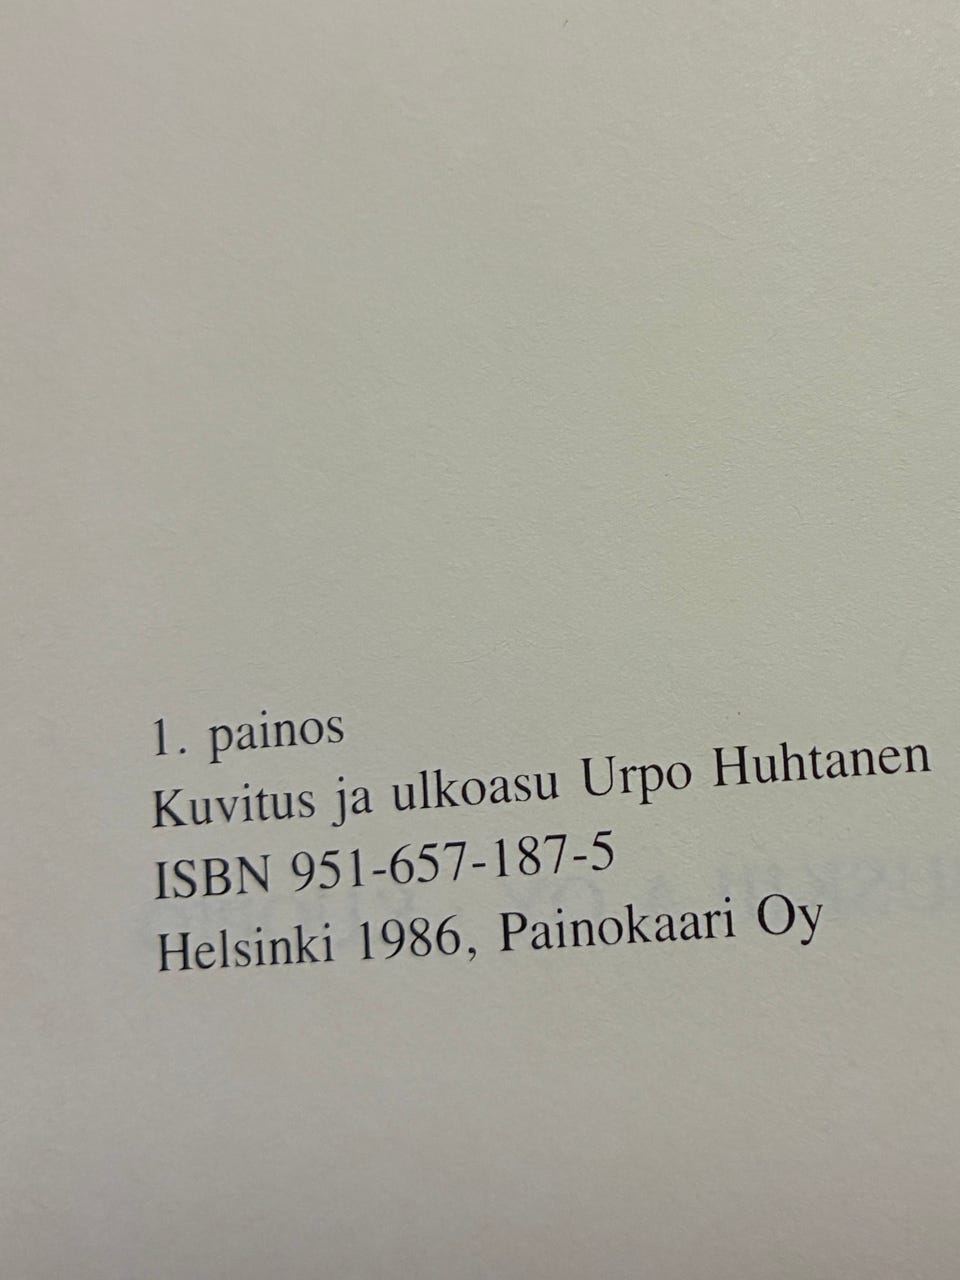 1. painos
Kuvitus ja ulkoasu Urpo Huhtanen
ISBN 951-657-187-5
Helsinki 1986, Painokaari Oy